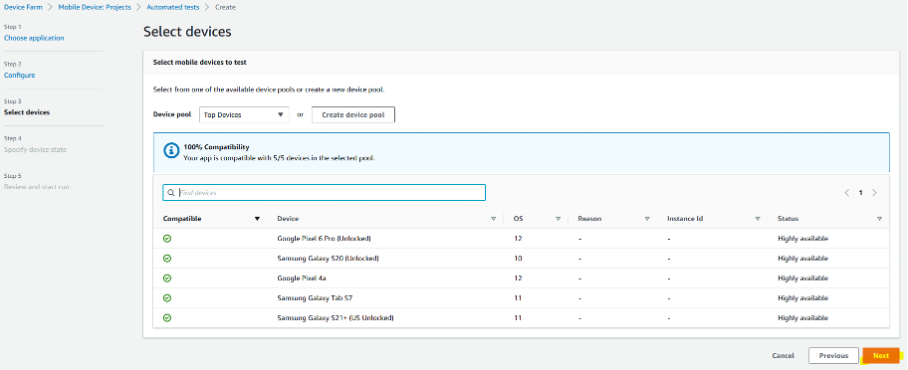 Device Farm > Mobile Device: Projects > Automated tests > Create
Step 1
Choose application
Step 2
Configure
Step 3
Select devices
Step 4
Specify device state
Step 5
Review and start run
Select devices
Select mobile devices to test
Select from one of the available device pools or create a new device pool.
Device pool Top Devices or Create device pool
100% Compatibility
Your app is compatible with 5/5 devices in the selected pool.
Find devices
< 1 >
Compatible Device OS Reason Instance Id Status
Google Pixel 6 Pro (Unlocked) 12 - - Highly available
Samsung Galaxy S20 (Unlocked) 10 - - Highly available
Google Pixel 4a 12 - - Highly available
Samsung Galaxy Tab S7 11 - - Highly available
Samsung Galaxy S21+ (US Unlocked) 11 - - Highly available
Cancel Previous Next